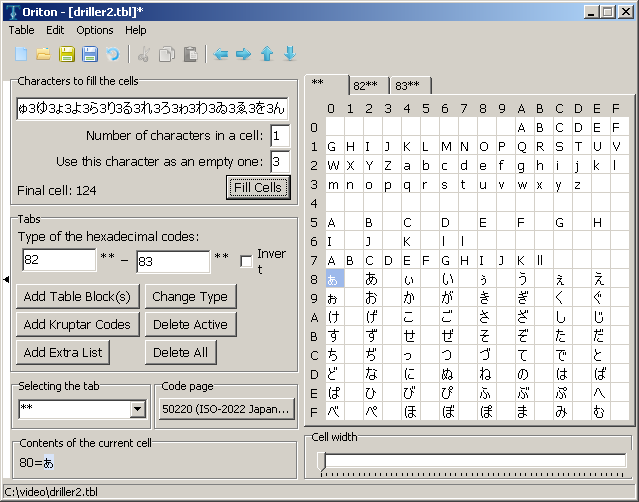 Oriton - [driller2.tbl]*
Table Edit Options Help
Characters to fill the cells
ゅ3ゆ3ょ3よ3ら3り3る3れ3ろ3ゎ3わ3ゐ3ゑ3を3ん
Number of characters in a cell: 1
Use this character as an empty one: 3
Final cell: 124
Fill Cells
Tabs
Type of the hexadecimal codes:
82 ** – 83 ** Invert
Add Table Block(s) Change Type
Add Kruptar Codes Delete Active
Add Extra List Delete All
Selecting the tab
**
Code page
50220 (ISO-2022 Japan...
Contents of the current cell
80=ぁ
** 82** 83**
0 1 2 3 4 5 6 7 8 9 A B C D E F
0 A B C D E F
1 G H I J K L M N O P Q R S T U V
2 W X Y Z a b c d e f g h i j k l
3 m n o p q r s t u v w x y z
4
5 A B C D E F G H
6 I J K l l
7 A B C D E F G H I J K ll
8 ぁ あ ぃ い ぅ う ぇ え
9 ぉ お か が き ぎ く ぐ
A け げ こ ご さ ざ し じ
B す ず せ ぜ そ ぞ た だ
C ち ぢ っ つ づ て で と
D ど な に ぬ ね の は ば
E ぱ ひ び ぴ ふ ぶ ぷ へ
F べ ぺ ほ ぼ ぽ ま み む
Cell width
C:\video\driller2.tbl